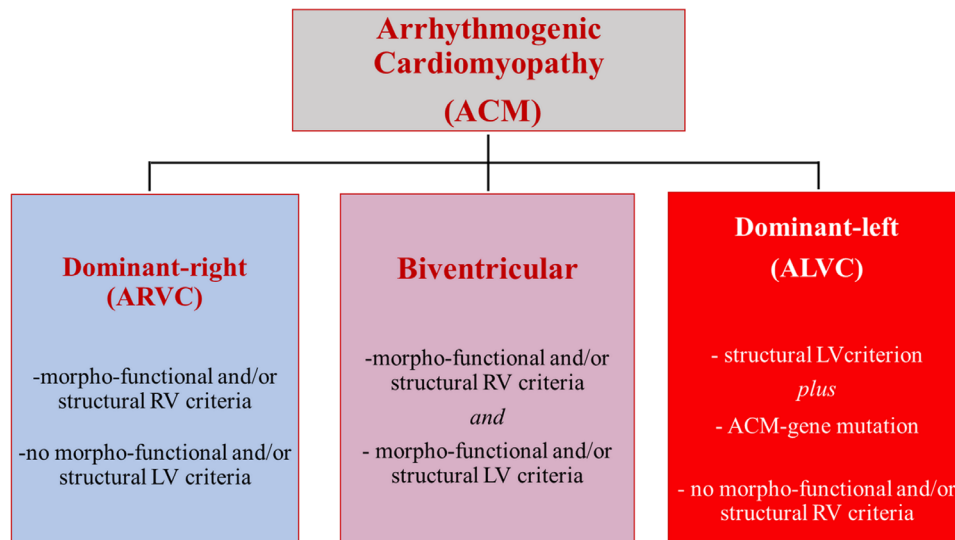 Arrhythmogenic
Cardiomyopathy
(ACM)
Dominant-right
(ARVC)
-morpho-functional and/or
structural RV criteria
-no morpho-functional and/or
structural LV criteria
Biventricular
-morpho-functional and/or
structural RV criteria
and
- morpho-functional and/or
structural LV criteria
Dominant-left
(ALVC)
- structural LVcriterion
plus
- ACM-gene mutation
- no morpho-functional and/or
structural RV criteria